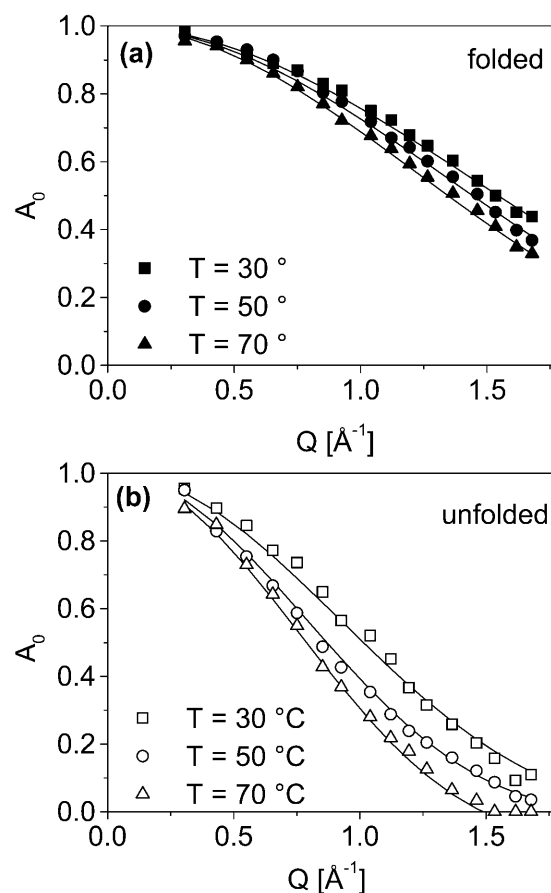 1.0
(a)
folded
0.8
0.6
A₀
0.4
T = 30 °
T = 50 °
0.2
T = 70 °
0.0
0.0 0.5 1.0 1.5
Q [Å⁻¹]
1.0
(b)
unfolded
0.8
0.6
A₀
0.4
T = 30 °C
0.2
T = 50 °C
T = 70 °C
0.0
0.0 0.5 1.0 1.5
Q [Å⁻¹]